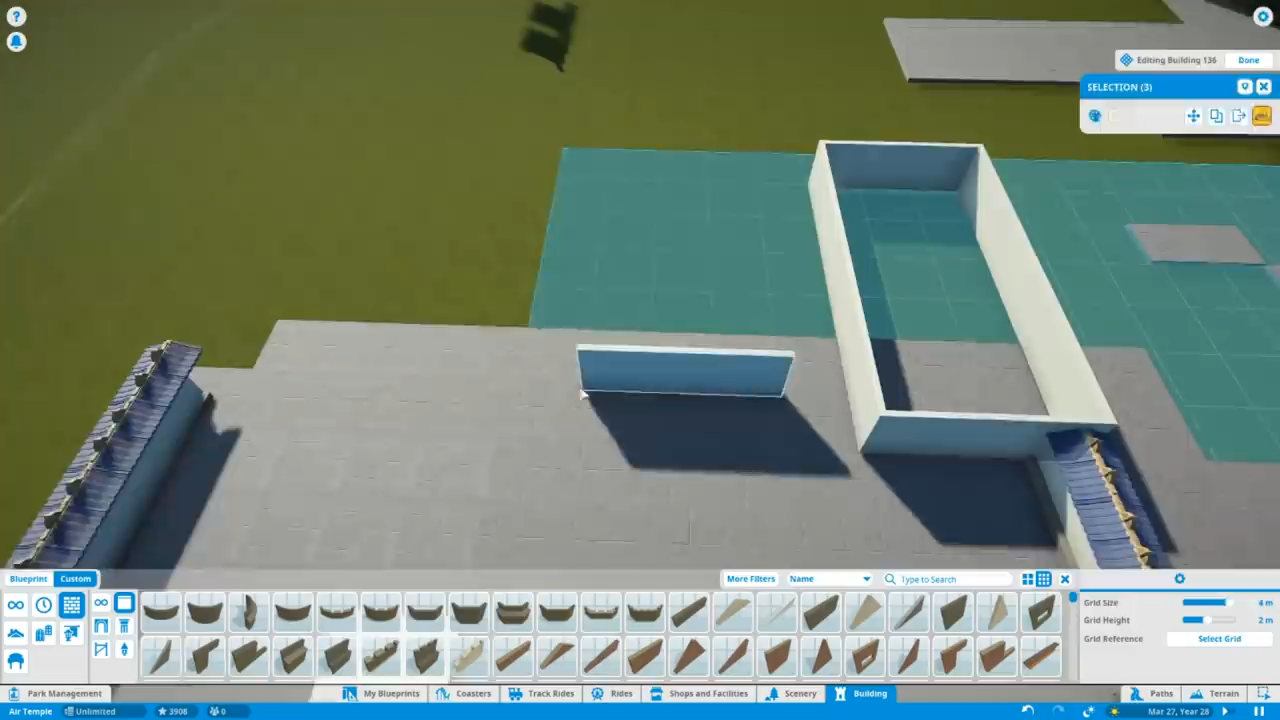 ?
Editing Building 136 Done
SELECTION (3)
Blueprint Custom More Filters Name Type to Search
Grid Size 4 m
Grid Height 2 m
Grid Reference Select Grid
Park Management My Blueprints Coasters Track Rides Rides Shops and Facilities Scenery Building Paths Terrain
Air Temple Unlimited 3908 0 Mar 27, Year 28